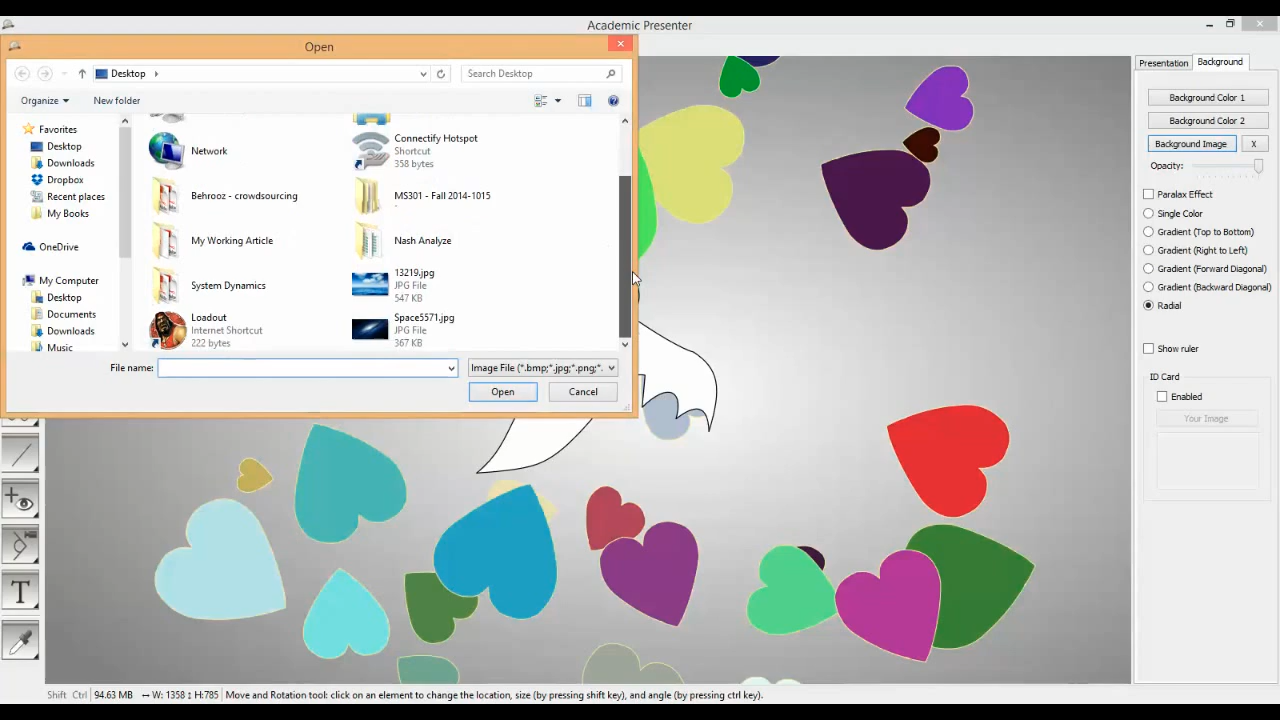 Academic Presenter
Open
Desktop
Search Desktop
Organize
New folder
Favorites
Desktop
Downloads
Dropbox
Recent places
My Books
OneDrive
My Computer
Desktop
Documents
Downloads
Music
Network
Behrooz - crowdsourcing
My Working Article
System Dynamics
Loadout
Internet Shortcut
222 bytes
Connectify Hotspot
Shortcut
358 bytes
MS301 - Fall 2014-1015
Nash Analyze
13219.jpg
JPG File
547 KB
Space5571.jpg
JPG File
367 KB
File name:
Image File (*.bmp;*.jpg;*.png;*.
Open
Cancel
Presentation
Background
Background Color 1
Background Color 2
Background Image
X
Opacity:
Paralax Effect
Single Color
Gradient (Top to Bottom)
Gradient (Right to Left)
Gradient (Forward Diagonal)
Gradient (Backward Diagonal)
Radial
Show ruler
ID Card
Enabled
Your Image
T
Shift Ctrl 94.63 MB ↔ W: 1358 ↕ H:785 Move and Rotation tool: click on an element to change the location, size (by pressing shift key), and angle (by pressing ctrl key).